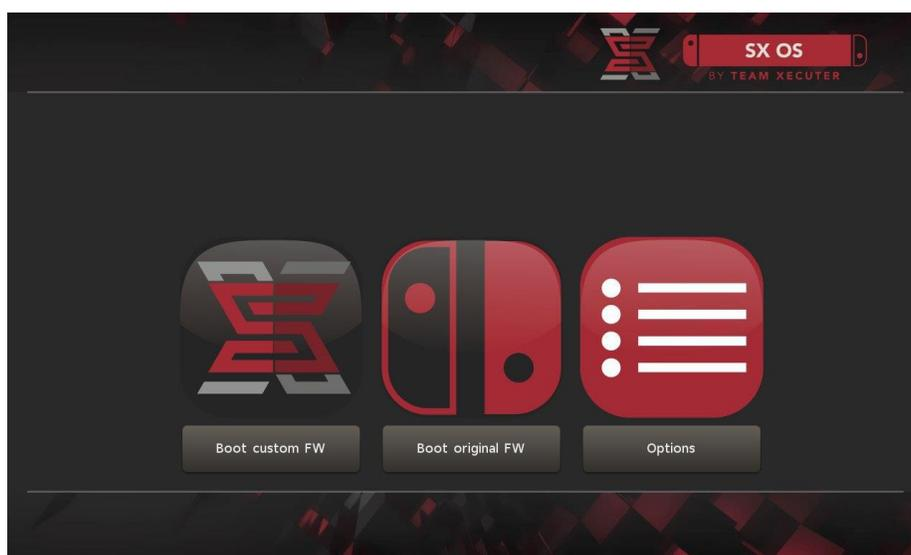 SX OS
BY TEAM XECUTER
Boot custom FW
Boot original FW
Options